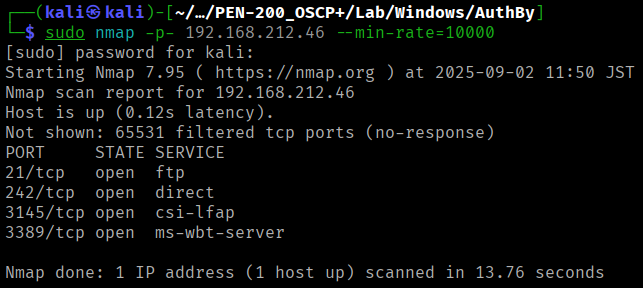 ┌──(kali㉿kali)-[~/…/PEN-200_OSCP+/Lab/Windows/AuthBy]
└─$ sudo nmap -p- 192.168.212.46 --min-rate=10000
[sudo] password for kali:
Starting Nmap 7.95 ( https://nmap.org ) at 2025-09-02 11:50 JST
Nmap scan report for 192.168.212.46
Host is up (0.12s latency).
Not shown: 65531 filtered tcp ports (no-response)
PORT     STATE SERVICE
21/tcp   open  ftp
242/tcp  open  direct
3145/tcp open  csi-lfap
3389/tcp open  ms-wbt-server

Nmap done: 1 IP address (1 host up) scanned in 13.76 seconds